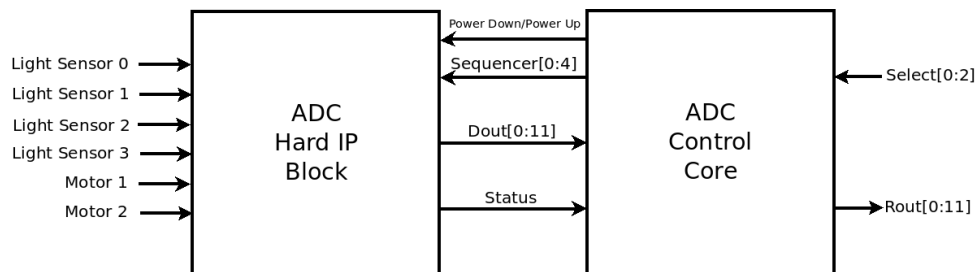 Light Sensor 0
Light Sensor 1
Light Sensor 2
Light Sensor 3
Motor 1
Motor 2
ADC
Hard IP
Block
Power Down/Power Up
Sequencer[0:4]
Dout[0:11]
Status
ADC
Control
Core
Select[0:2]
Rout[0:11]